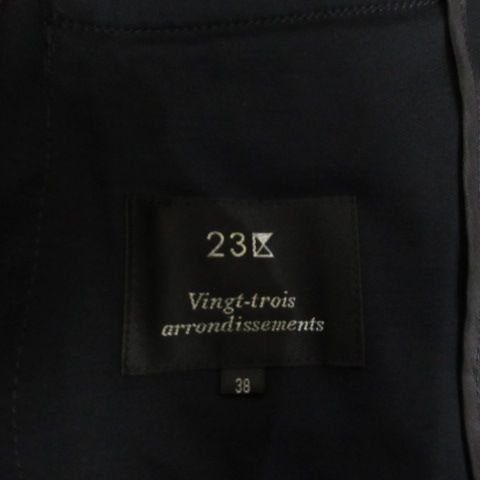 23区
Vingt-trois
arrondissements
38